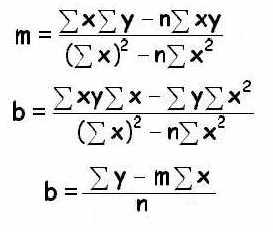 m = (∑x∑y − n∑xy) / ((∑x)² − n∑x²)
b = (∑xy∑x − ∑y∑x²) / ((∑x)² − n∑x²)
b = (∑y − m∑x) / n